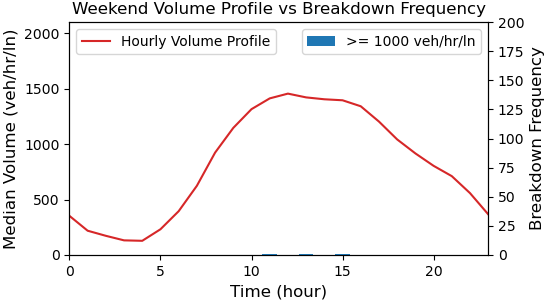 Weekend Volume Profile vs Breakdown Frequency
Hourly Volume Profile
>= 1000 veh/hr/ln
Median Volume (veh/hr/ln)
2000
1500
1000
500
0
Breakdown Frequency
200
175
150
125
100
75
50
25
0
0 5 10 15 20
Time (hour)